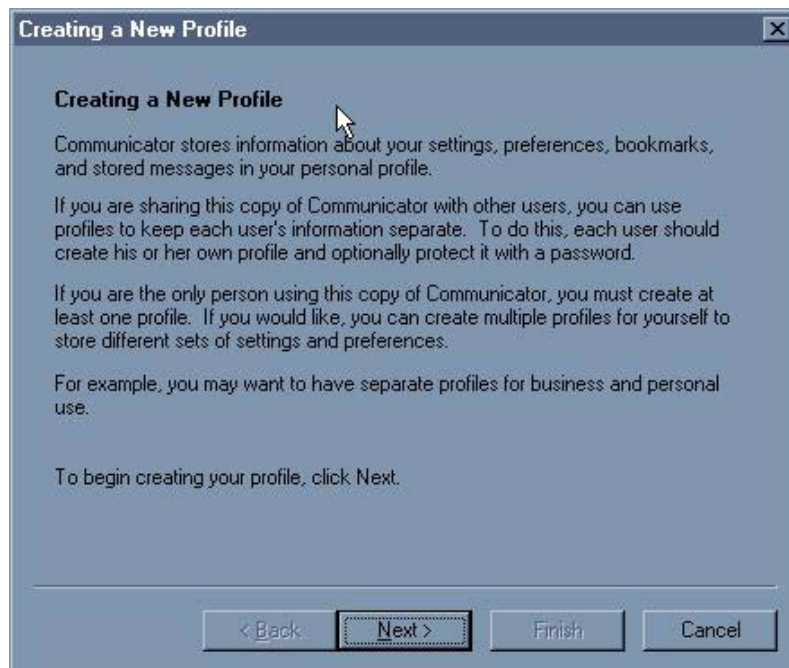 Creating a New Profile
Creating a New Profile
Communicator stores information about your settings, preferences, bookmarks,
and stored messages in your personal profile.
If you are sharing this copy of Communicator with other users, you can use
profiles to keep each user's information separate.  To do this, each user should
create his or her own profile and optionally protect it with a password.
If you are the only person using this copy of Communicator, you must create at
least one profile.  If you would like, you can create multiple profiles for yourself to
store different sets of settings and preferences.
For example, you may want to have separate profiles for business and personal
use.
To begin creating your profile, click Next.
< Back Next > Finish Cancel